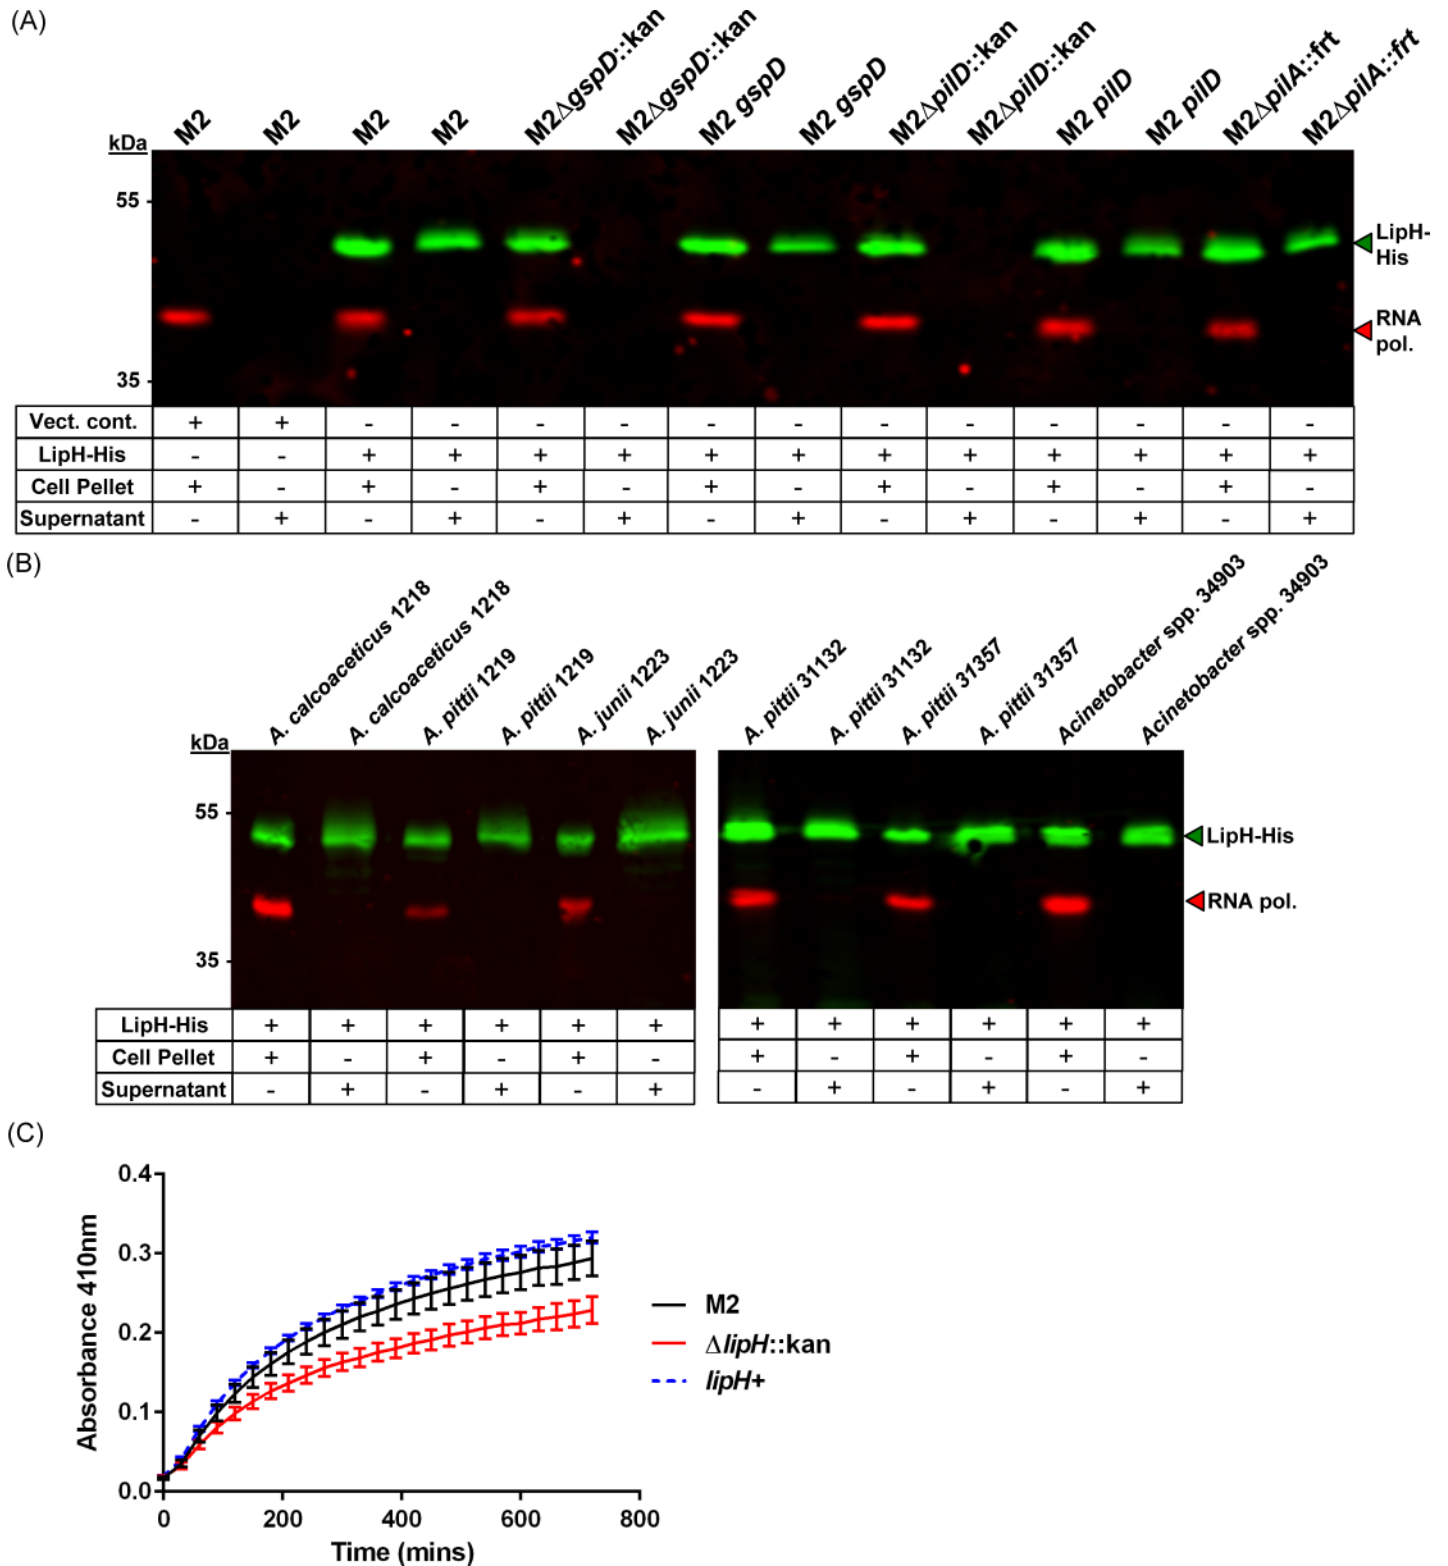 (A)
M2 M2 M2 M2 M2ΔgspD::kan M2ΔgspD::kan M2 gspD M2 gspD M2ΔpilD::kan M2ΔpilD::kan M2 pilD M2 pilD M2ΔpilA::frt M2ΔpilA::frt
kDa
55
LipH-
His
RNA
pol.
35
Vect. cont. + + - - - - - - - - - - - -
LipH-His - - + + + + + + + + + + + +
Cell Pellet + - + - + - + - + - + - + -
Supernatant - + - + - + - + - + - + - +
(B)
A. calcoaceticus 1218 A. calcoaceticus 1218 A. pittii 1219 A. pittii 1219 A. junii 1223 A. junii 1223 A. pittii 31132 A. pittii 31132 A. pittii 31357 A. pittii 31357 Acinetobacter spp. 34903 Acinetobacter spp. 34903
kDa
55
LipH-His
RNA pol.
35
LipH-His + + + + + + + + + + + +
Cell Pellet + - + - + - + - + - + -
Supernatant - + - + - + - + - + - +
(C)
0.4
0.3
0.2
0.1
0.0
Absorbance 410nm
0 200 400 600 800
Time (mins)
M2
ΔlipH::kan
lipH+